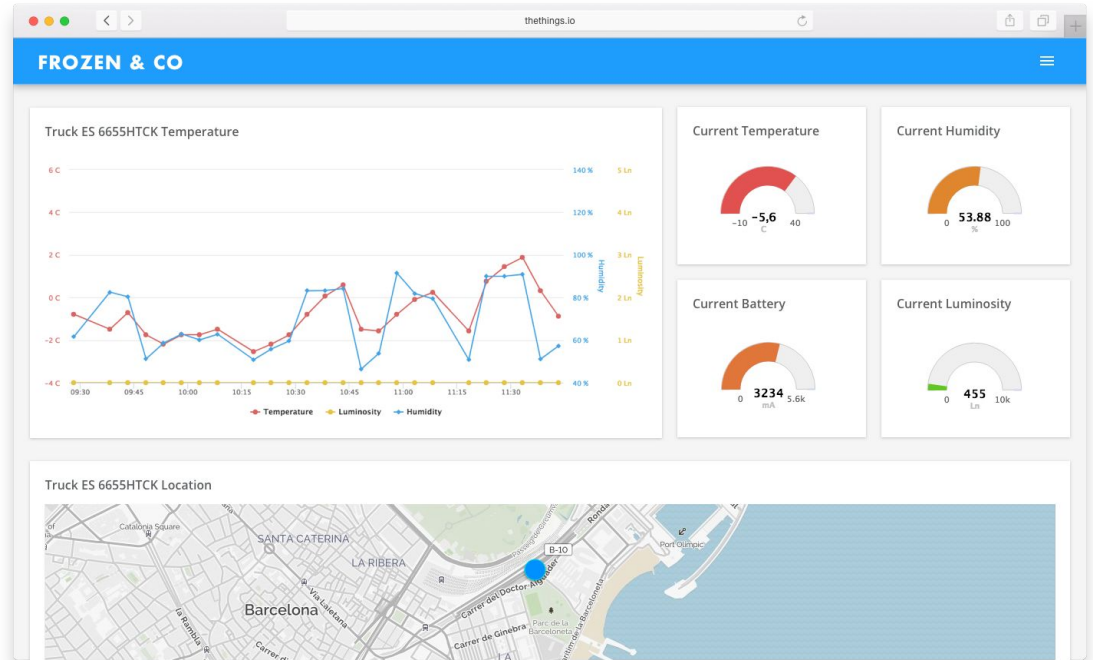 thethings.io
FROZEN & CO
Truck ES 6655HTCK Temperature
6 C
4 C
2 C
0 C
-2 C
-4 C
140 %
120 %
100 %
80 %
60 %
40 %
Humidity
5 Ln
4 Ln
3 Ln
2 Ln
1 Ln
0 Ln
Luminosity
09:30 09:45 10:00 10:15 10:30 10:45 11:00 11:15 11:30
Temperature Luminosity Humidity
Current Temperature
-10 -5,6 40
C
Current Humidity
0 53.88 100
%
Current Battery
0 3234 5.6k
mA
Current Luminosity
0 455 10k
Ln
Truck ES 6655HTCK Location
of
Catalonia Square
SANTA CATERINA
LA RIBERA
Barcelona
la Rambla
Via Laietana
Carrer d
Ronda
Port Olímpic
B-10
Carrer del Doctor Aiguader
Carrer de Ginebra
Parc de la
Barceloneta
LA